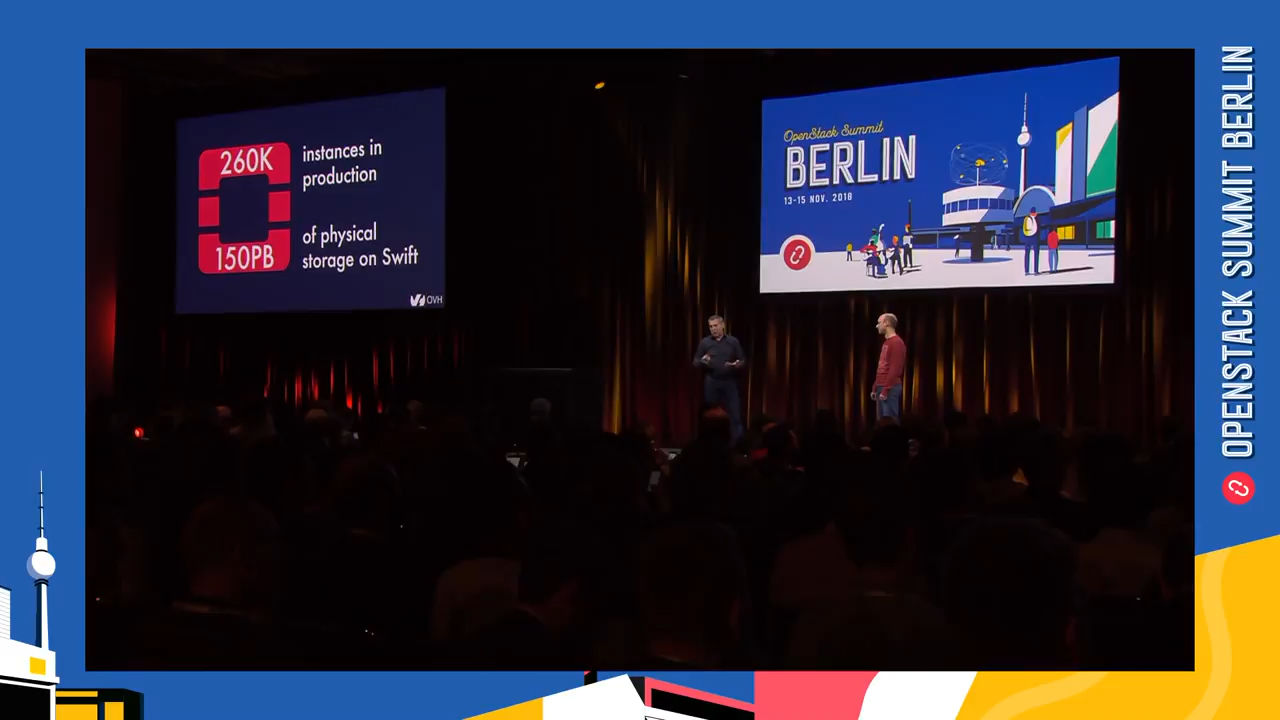 260K
instances in
production
150PB
of physical
storage on Swift
OVH
OpenStack Summit
BERLIN
13-15 NOV. 2018
OPENSTACK SUMMIT BERLIN